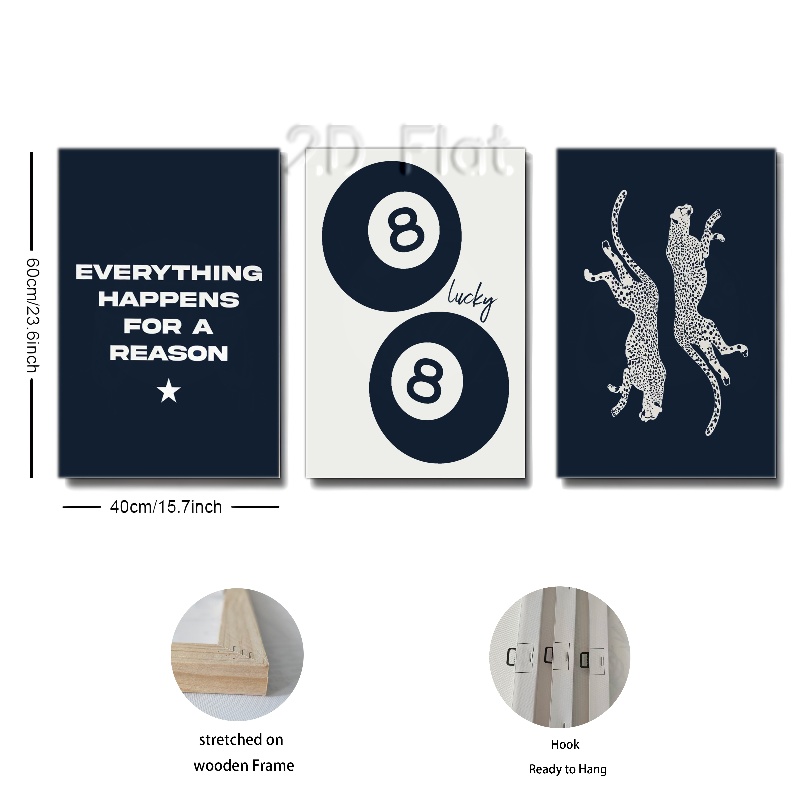 2D Flat
EVERYTHING
HAPPENS
FOR A
REASON
8
lucky
8
60cm/23.6inch
40cm/15.7inch
stretched on
wooden Frame
Hook
Ready to Hang